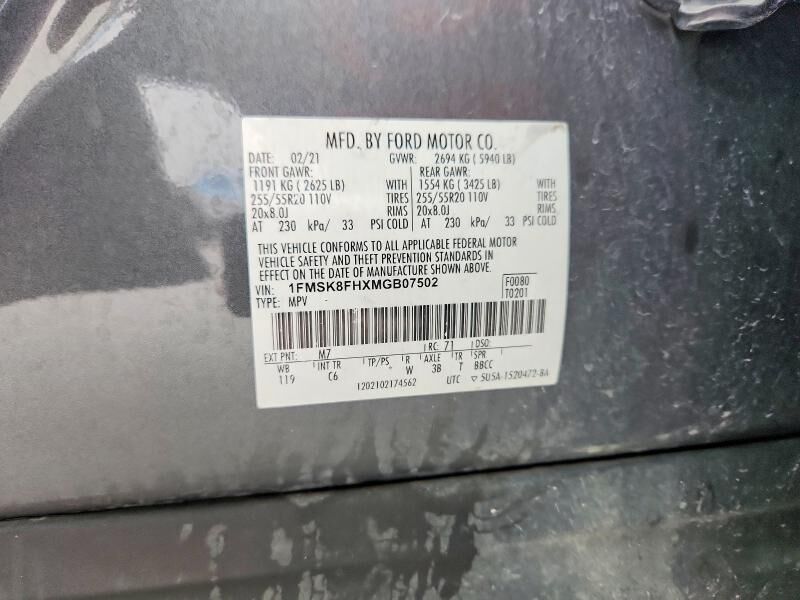 MFD. BY FORD MOTOR CO.
DATE: 02/21 GVWR: 2694 KG ( 5940 LB)
FRONT GAWR: REAR GAWR:
1191 KG ( 2625 LB) WITH 1554 KG ( 3425 LB) WITH
255/55R20 110V TIRES 255/55R20 110V TIRES
20x8.0J RIMS 20x8.0J RIMS
AT 230 kPa/ 33 PSI COLD AT 230 kPa/ 33 PSI COLD
THIS VEHICLE CONFORMS TO ALL APPLICABLE FEDERAL MOTOR
VEHICLE SAFETY AND THEFT PREVENTION STANDARDS IN
EFFECT ON THE DATE OF MANUFACTURE SHOWN ABOVE.
VIN: 1FMSK8FHXMGB07502 F0080
TYPE: MPV T0201
EXT PNT: M7 RC: 71 DSO:
WB INT TR TP/PS R AXLE TR SPR
119 C6 W 3B T BBCC
1202102174562 UTC ▽ 5U5A-1520472-BA